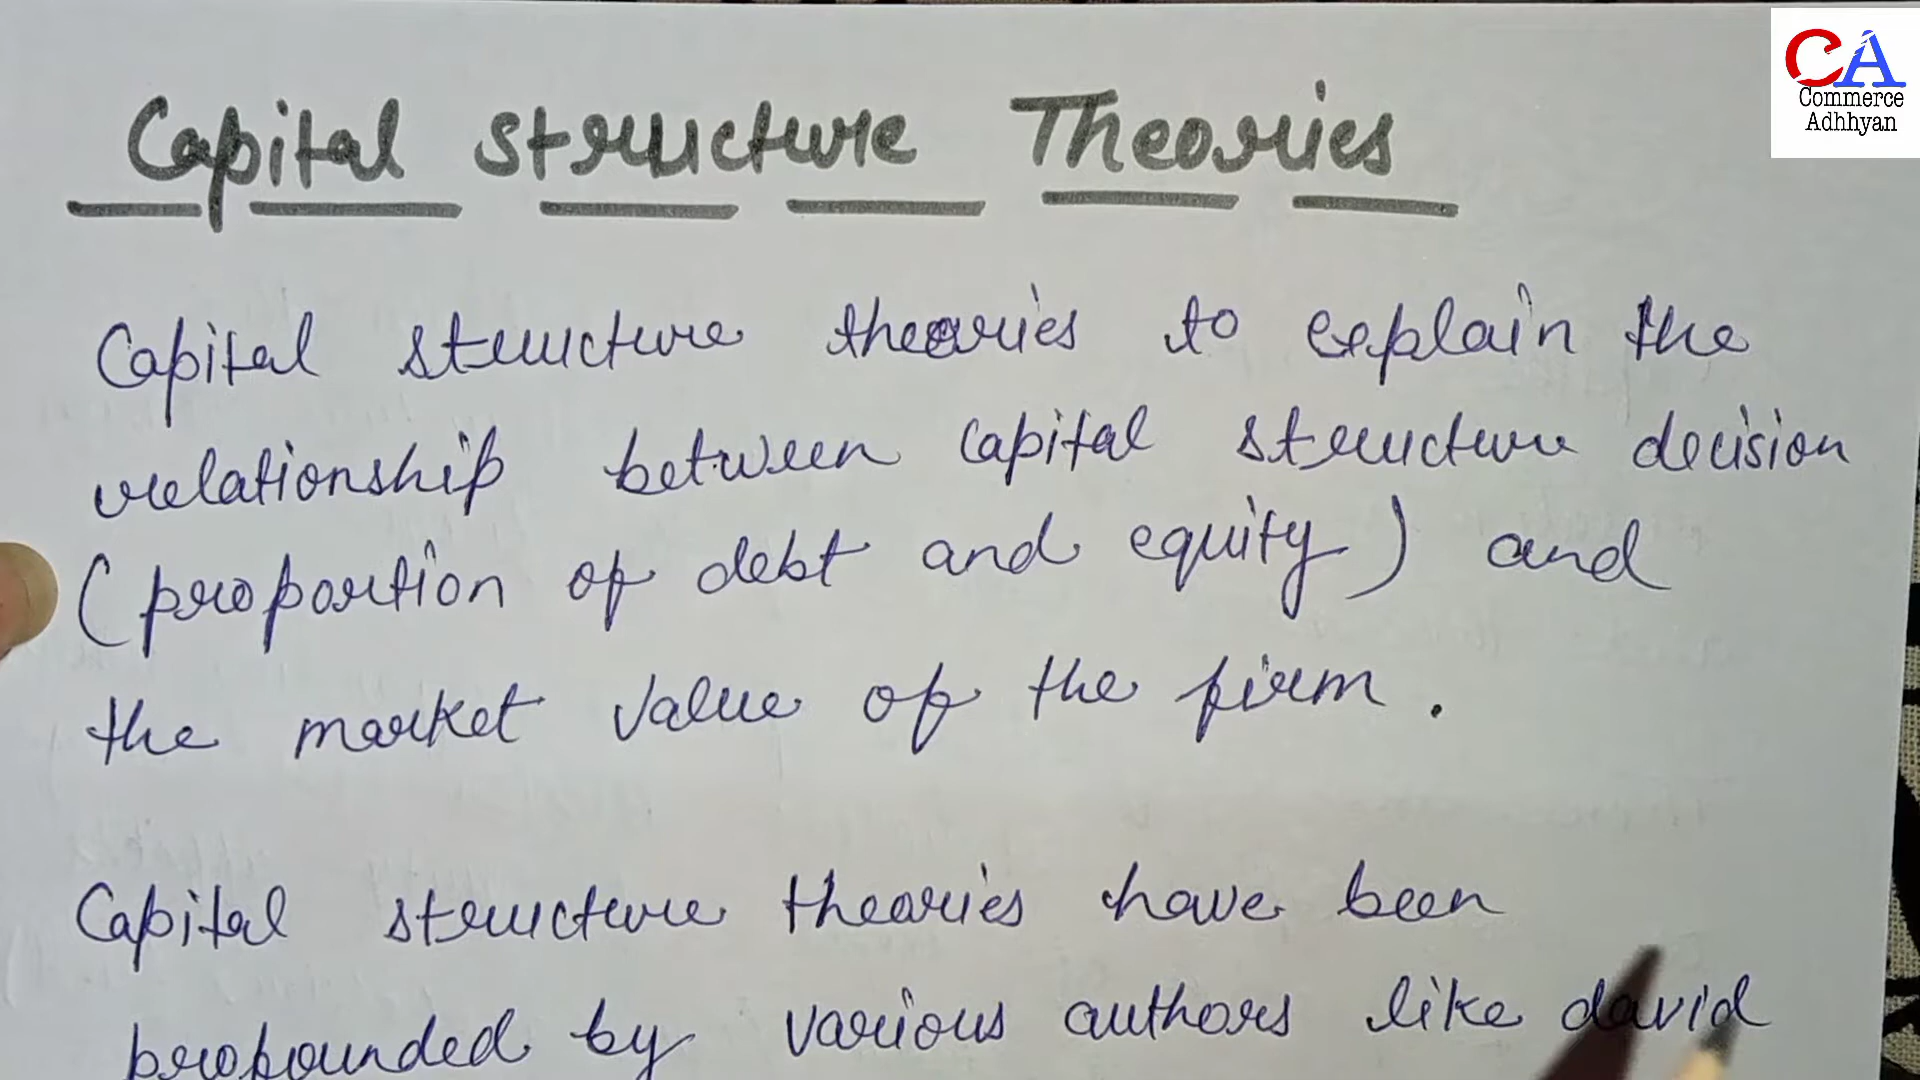 CA
Commerce
Adhhyan
Capital Structure Theories
Capital structure theories to explain the
relationship between capital structure decision
(proportion of debt and equity) and
the market value of the firm.
Capital structure theories have been
propounded by various authors like david